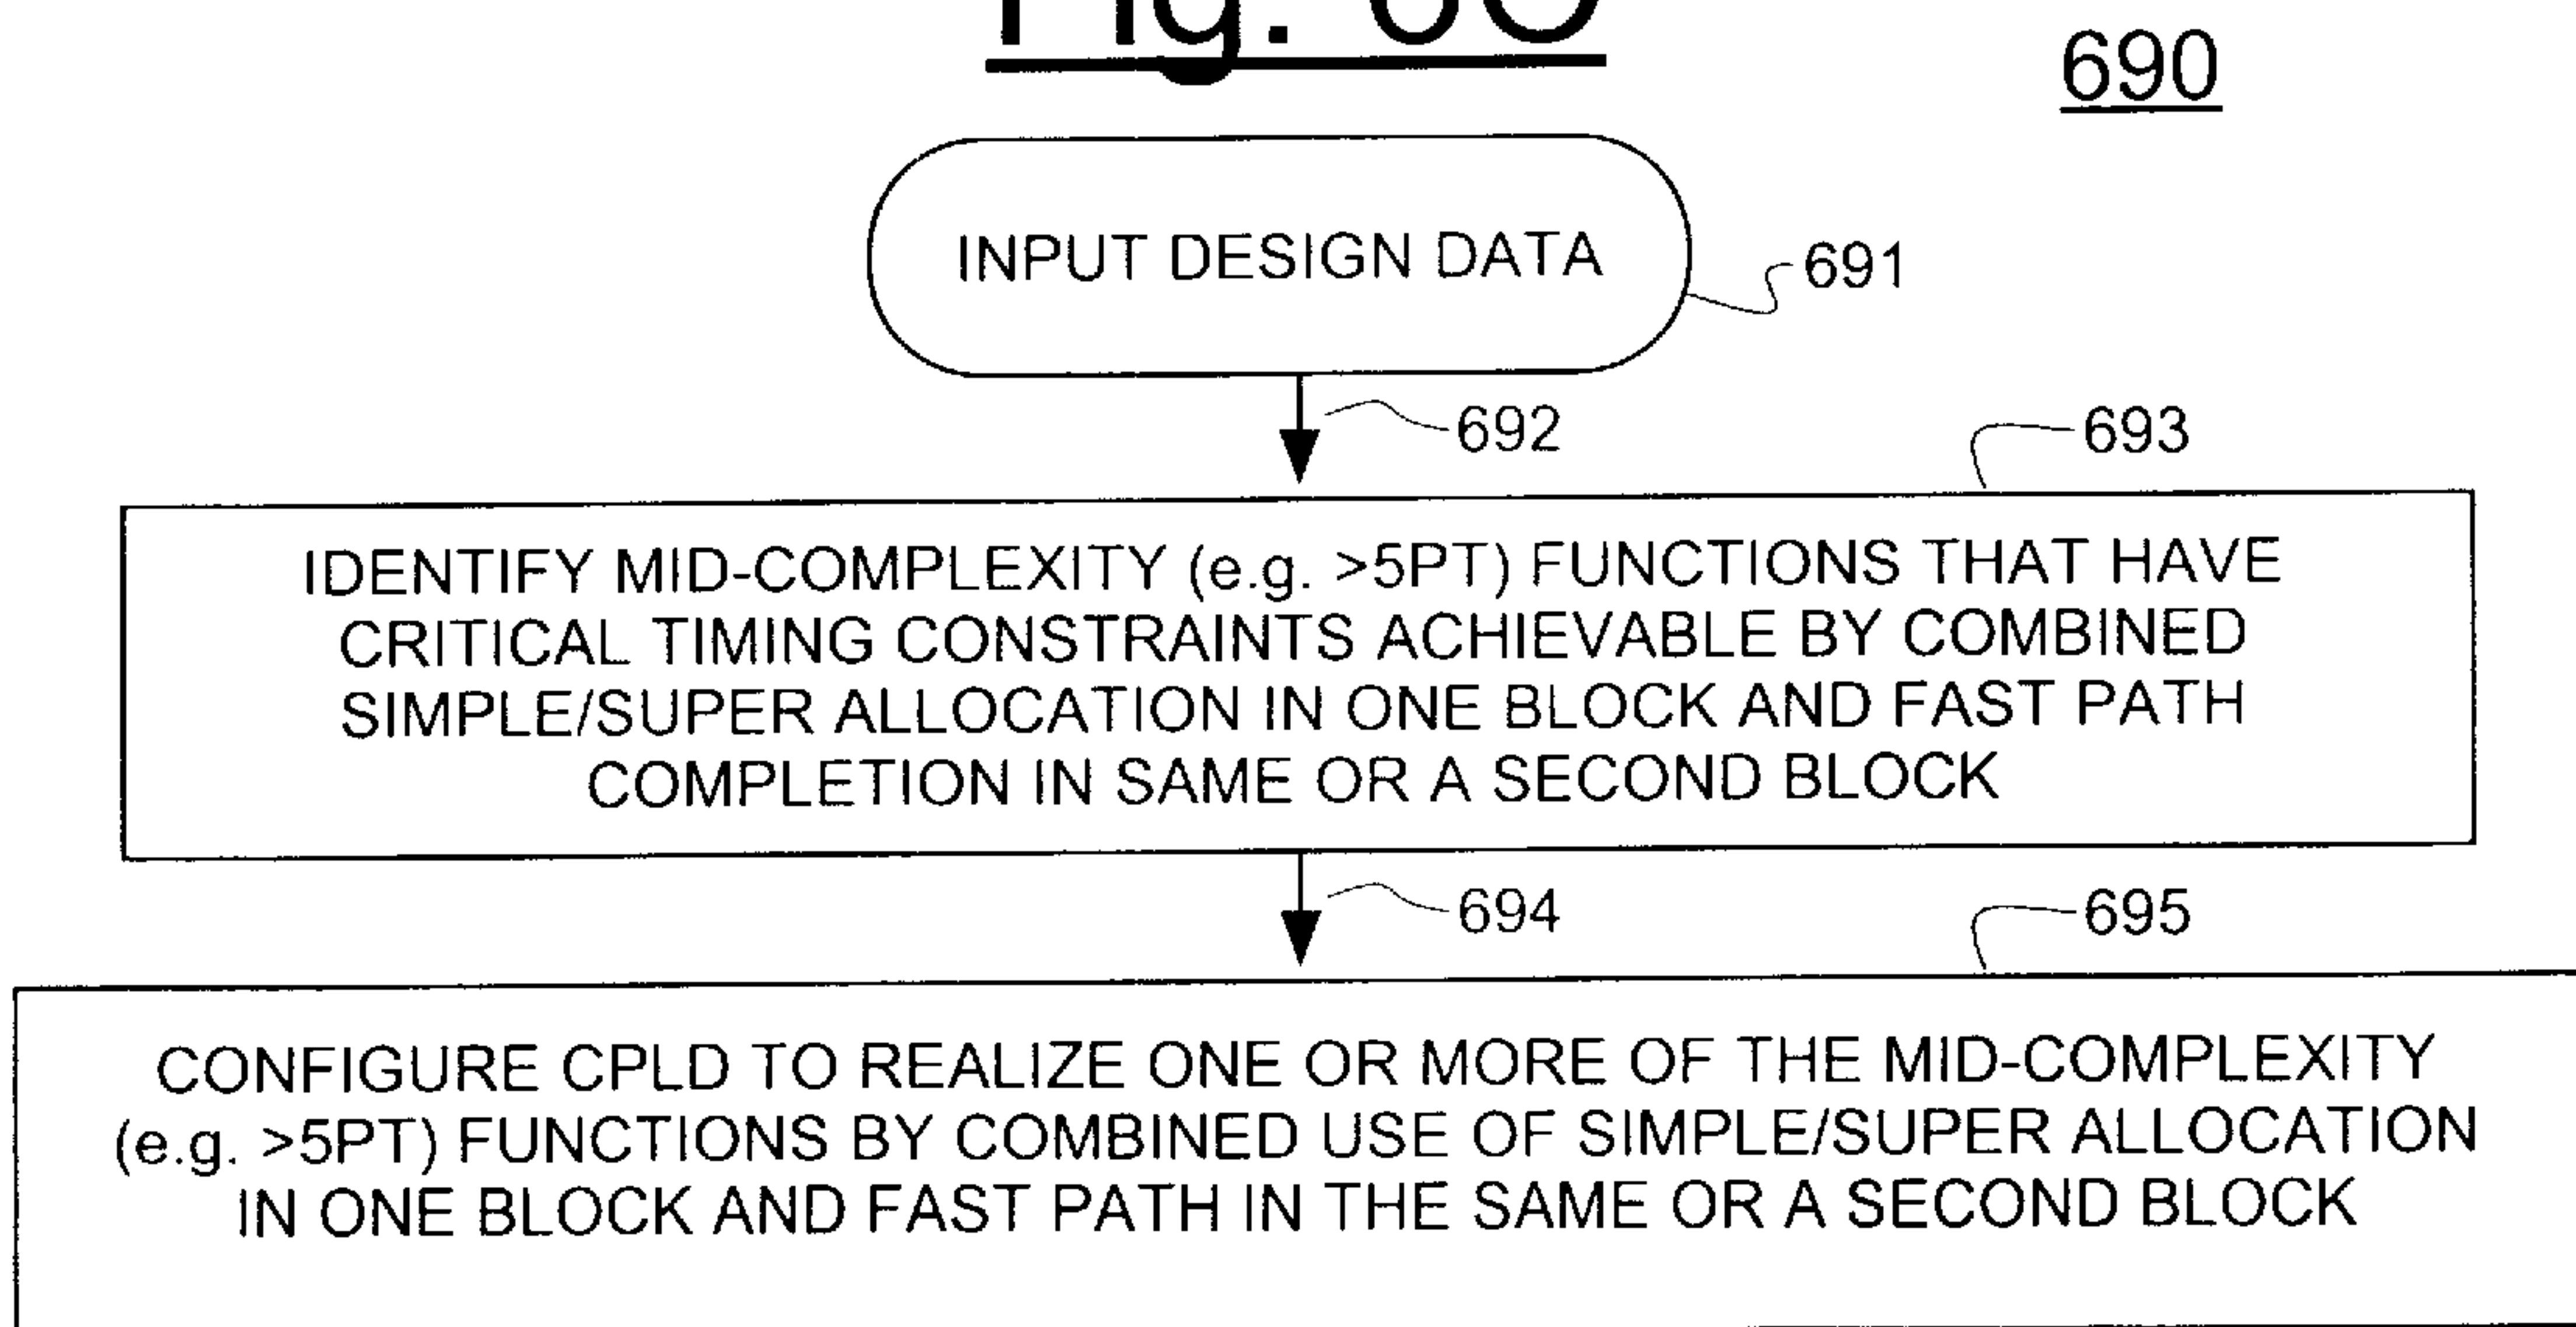 Fig.
690
INPUT DESIGN DATA
691
692
693
IDENTIFY MID-COMPLEXITY (e.g. >5PT) FUNCTIONS THAT HAVE
CRITICAL TIMING CONSTRAINTS ACHIEVABLE BY COMBINED
SIMPLE/SUPER ALLOCATION IN ONE BLOCK AND FAST PATH
COMPLETION IN SAME OR A SECOND BLOCK
694
695
CONFIGURE CPLD TO REALIZE ONE OR MORE OF THE MID-COMPLEXITY
(e.g. >5PT) FUNCTIONS BY COMBINED USE OF SIMPLE/SUPER ALLOCATION
IN ONE BLOCK AND FAST PATH IN THE SAME OR A SECOND BLOCK